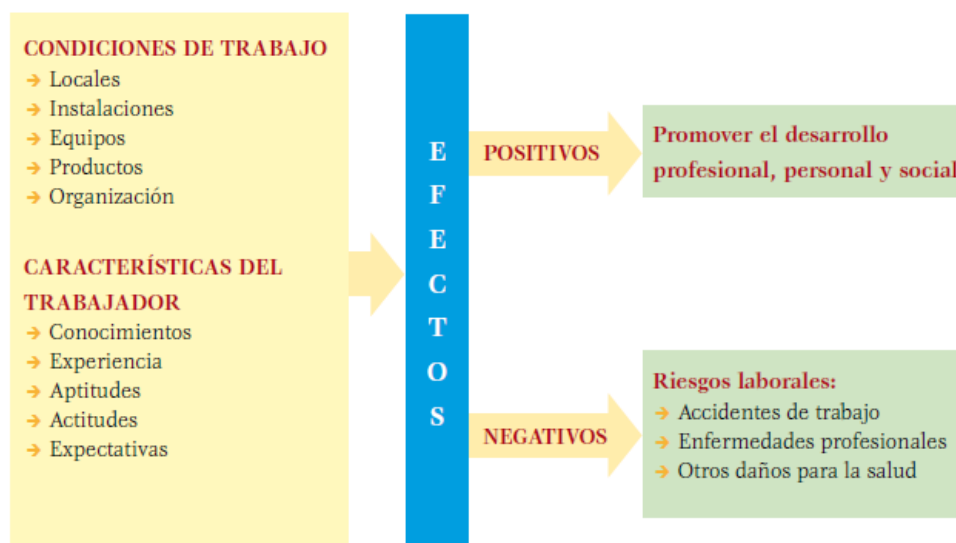 CONDICIONES DE TRABAJO
→ Locales
→ Instalaciones
→ Equipos
→ Productos
→ Organización
CARACTERÍSTICAS DEL
TRABAJADOR
→ Conocimientos
→ Experiencia
→ Aptitudes
→ Actitudes
→ Expectativas
EFECTOS
POSITIVOS
Promover el desarrollo
profesional, personal y social
NEGATIVOS
Riesgos laborales:
→ Accidentes de trabajo
→ Enfermedades profesionales
→ Otros daños para la salud